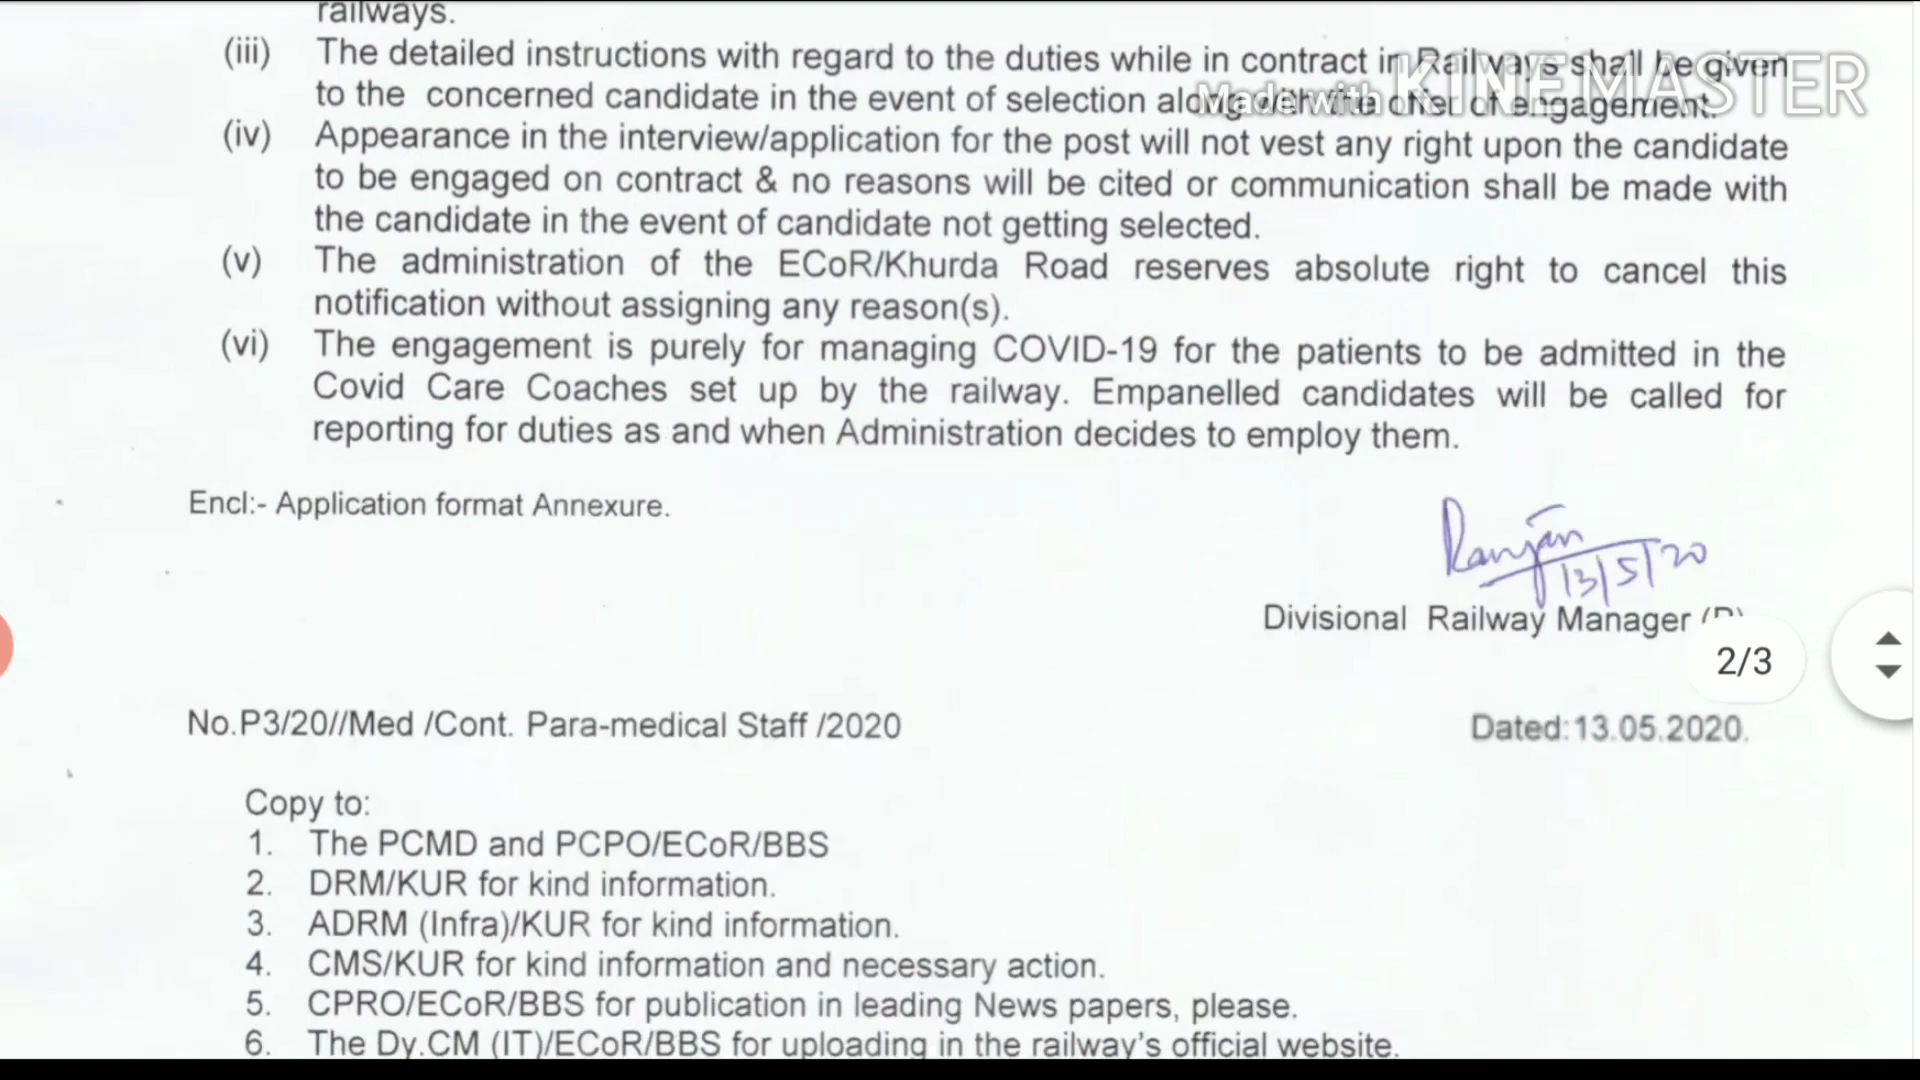 railways.
(iii) The detailed instructions with regard to the duties while in contract in Railways shall be given
to the concerned candidate in the event of selection along with the offer of engagement.
Made with KINEMASTER
(iv) Appearance in the interview/application for the post will not vest any right upon the candidate
to be engaged on contract & no reasons will be cited or communication shall be made with
the candidate in the event of candidate not getting selected.
(v) The administration of the ECoR/Khurda Road reserves absolute right to cancel this
notification without assigning any reason(s).
(vi) The engagement is purely for managing COVID-19 for the patients to be admitted in the
Covid Care Coaches set up by the railway. Empanelled candidates will be called for
reporting for duties as and when Administration decides to employ them.
Encl:- Application format Annexure.
Ranjan
13/5/20
Divisional Railway Manager
2/3
No.P3/20//Med /Cont. Para-medical Staff /2020 Dated:13.05.2020.
Copy to:
1. The PCMD and PCPO/ECoR/BBS
2. DRM/KUR for kind information.
3. ADRM (Infra)/KUR for kind information.
4. CMS/KUR for kind information and necessary action.
5. CPRO/ECoR/BBS for publication in leading News papers, please.
6. The Dy.CM (IT)/ECoR/BBS for uploading in the railway's official website.